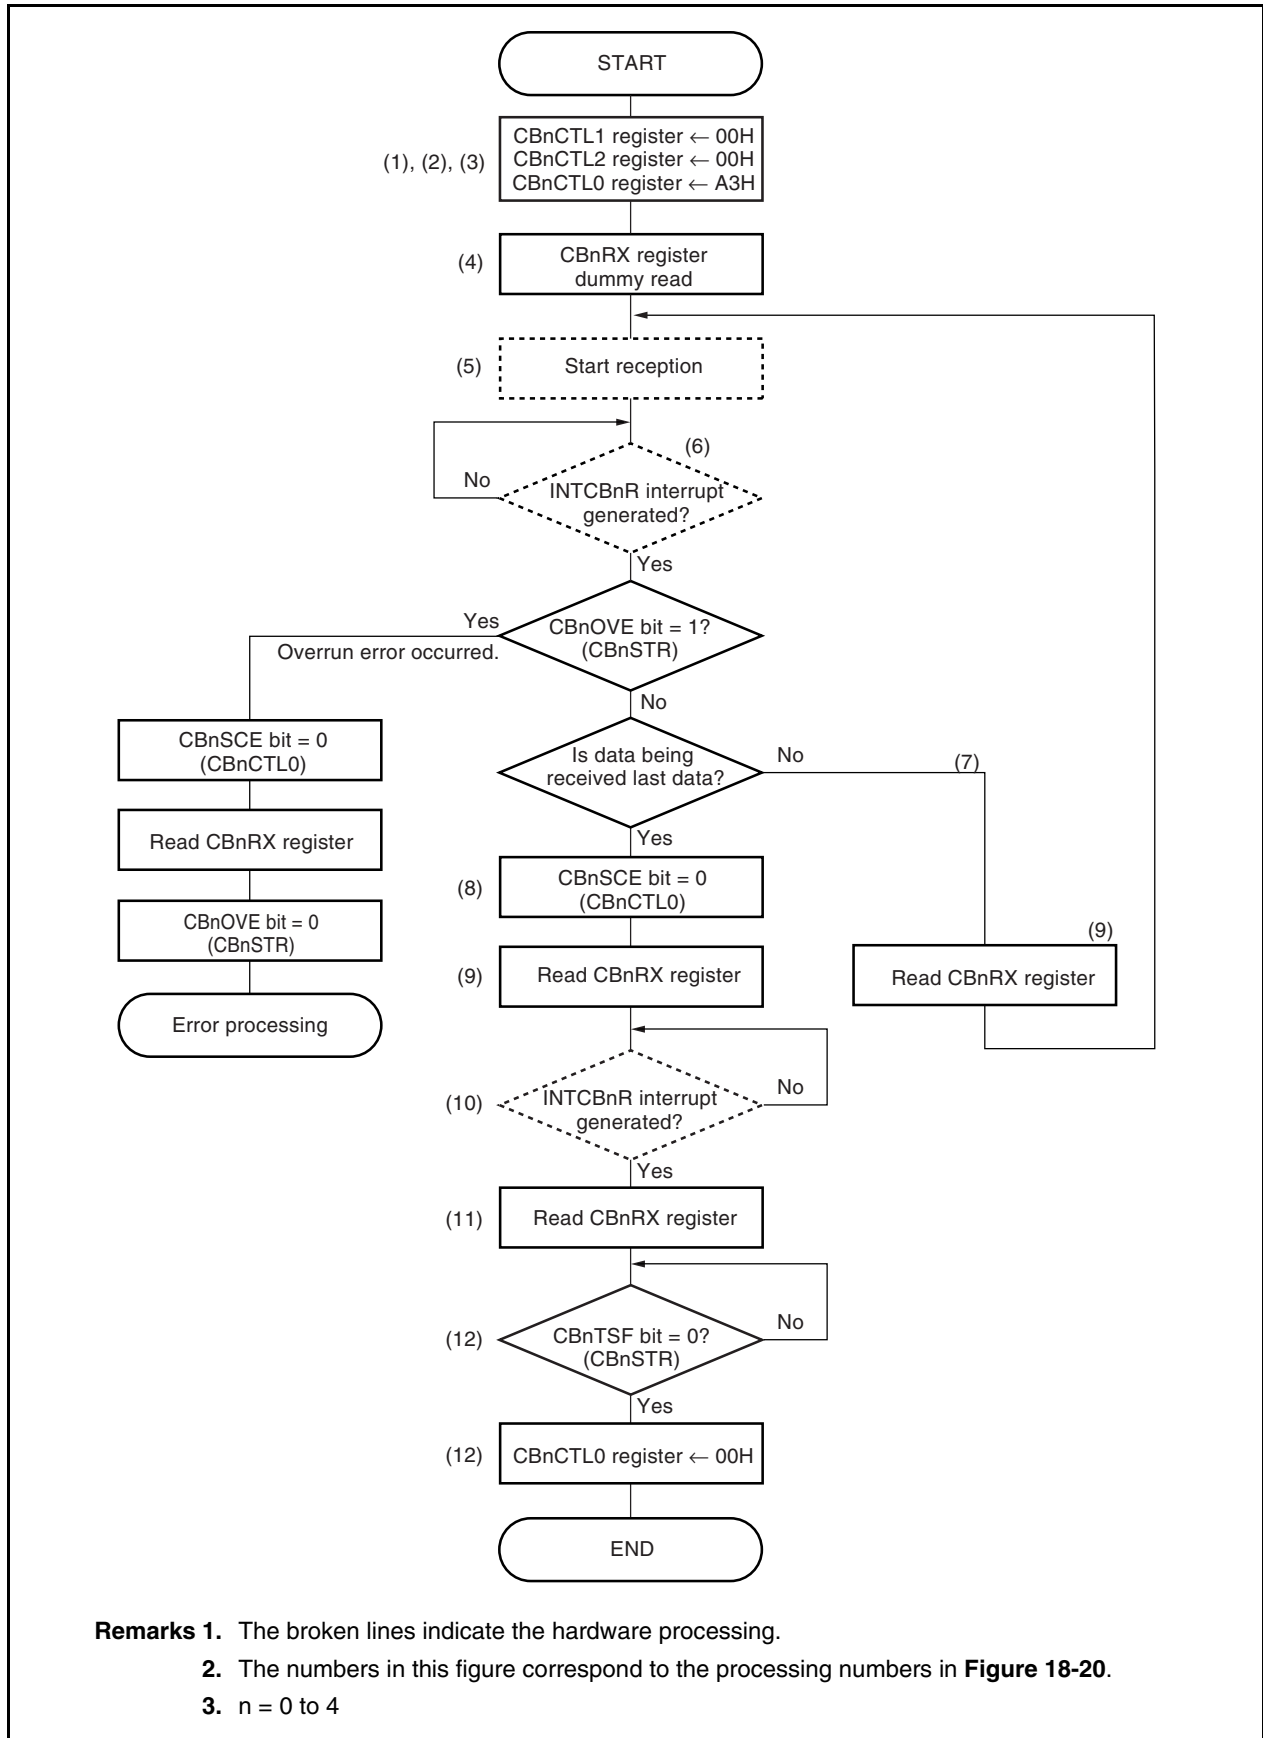 START
(1), (2), (3)
CBnCTL1 register ← 00H
CBnCTL2 register ← 00H
CBnCTL0 register ← A3H
(4)
CBnRX register
dummy read
(5)
Start reception
(6)
No
INTCBnR interrupt
generated?
Yes
Yes
CBnOVE bit = 1?
(CBnSTR)
Overrun error occurred.
No
CBnSCE bit = 0
(CBnCTL0)
Is data being
received last data?
No
(7)
Yes
Read CBnRX register
(8)
CBnSCE bit = 0
(CBnCTL0)
CBnOVE bit = 0
(CBnSTR)
(9)
Read CBnRX register
(9)
Read CBnRX register
Error processing
(10)
INTCBnR interrupt
generated?
No
Yes
(11)
Read CBnRX register
(12)
CBnTSF bit = 0?
(CBnSTR)
No
Yes
(12)
CBnCTL0 register ← 00H
END
Remarks 1. The broken lines indicate the hardware processing.
2. The numbers in this figure correspond to the processing numbers in Figure 18-20.
3. n = 0 to 4